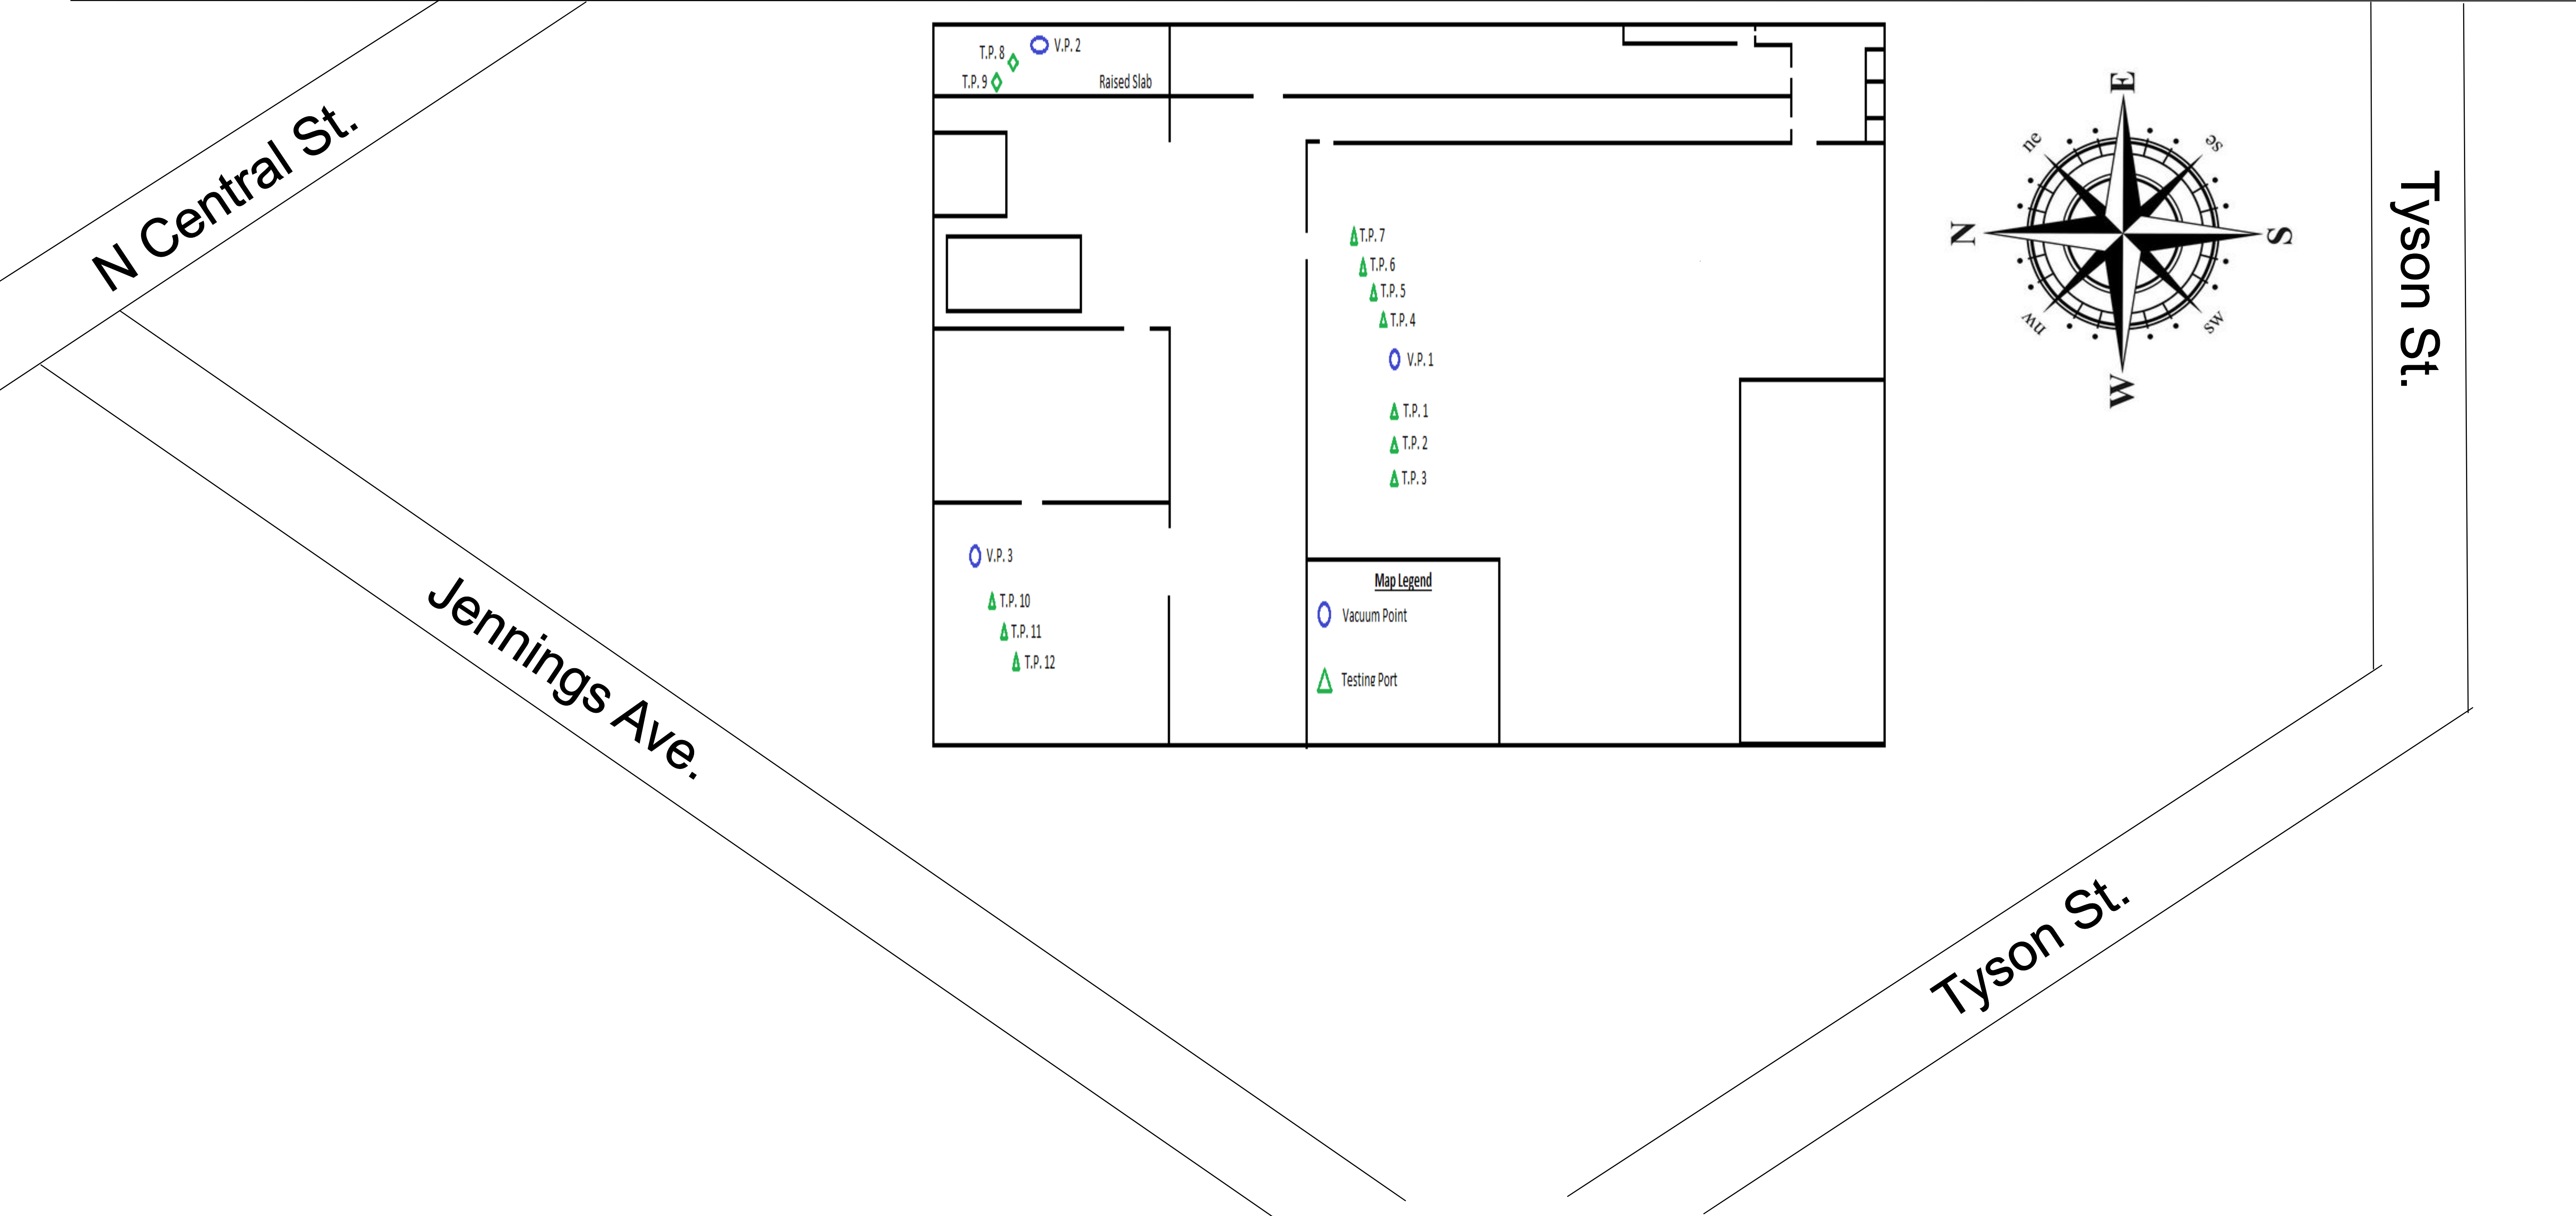 T.P. 8
V.P. 2
T.P. 9
Raised Slab
N Central St.
T.P. 7
T.P. 6
T.P. 5
T.P. 4
V.P. 1
T.P. 1
T.P. 2
T.P. 3
V.P. 3
T.P. 10
T.P. 11
T.P. 12
Map Legend
Vacuum Point
Testing Port
E
ne
se
N
S
nw
sw
W
Tyson St.
Jennings Ave.
Tyson St.